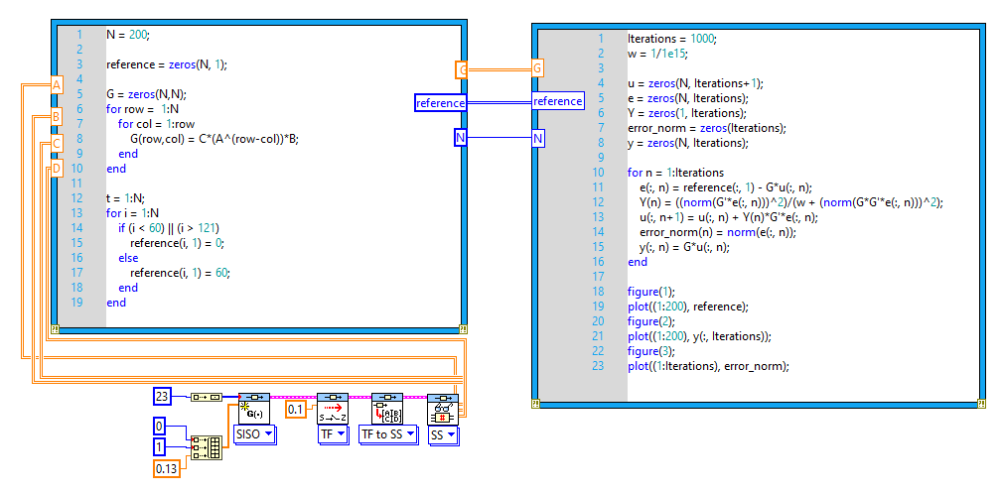 1 N = 200;
2
3 reference = zeros(N, 1);
4
5 G = zeros(N,N);
6 for row = 1:N
7 for col = 1:row
8 G(row,col) = C*(A^(row-col))*B;
9 end
10 end
11
12 t = 1:N;
13 for i = 1:N
14 if (i < 60) || (i > 121)
15 reference(i, 1) = 0;
16 else
17 reference(i, 1) = 60;
18 end
19 end
A
B
C
D
G
reference
N
G
reference
N
1 Iterations = 1000;
2 w = 1/1e15;
3
4 u = zeros(N, Iterations+1);
5 e = zeros(N, Iterations);
6 Y = zeros(1, Iterations);
7 error_norm = zeros(Iterations);
8 y = zeros(N, Iterations);
9
10 for n = 1:Iterations
11 e(:, n) = reference(:, 1) - G*u(:, n);
12 Y(n) = ((norm(G'*e(:, n)))^2)/(w + (norm(G*G'*e(:, n)))^2);
13 u(:, n+1) = u(:, n) + Y(n)*G'*e(:, n);
14 error_norm(n) = norm(e(:, n));
15 y(:, n) = G*u(:, n);
16 end
17
18 figure(1);
19 plot((1:200), reference);
20 figure(2);
21 plot((1:200), y(:, Iterations));
22 figure(3);
23 plot((1:Iterations), error_norm);
23
0
1
0.13
G(·)
SISO
0.1
S Z
TF
[A|B]
[C|D]
TF to SS
#
SS